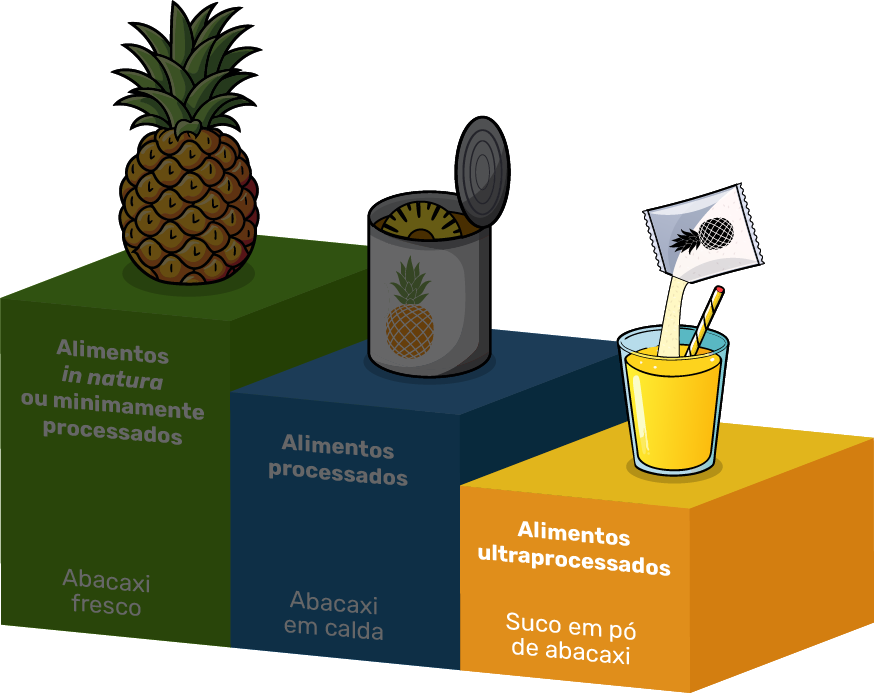 Alimentos
in natura
ou minimamente
processados
Abacaxi
fresco
Alimentos
processados
Abacaxi
em calda
Alimentos
ultraprocessados
Suco em pó
de abacaxi